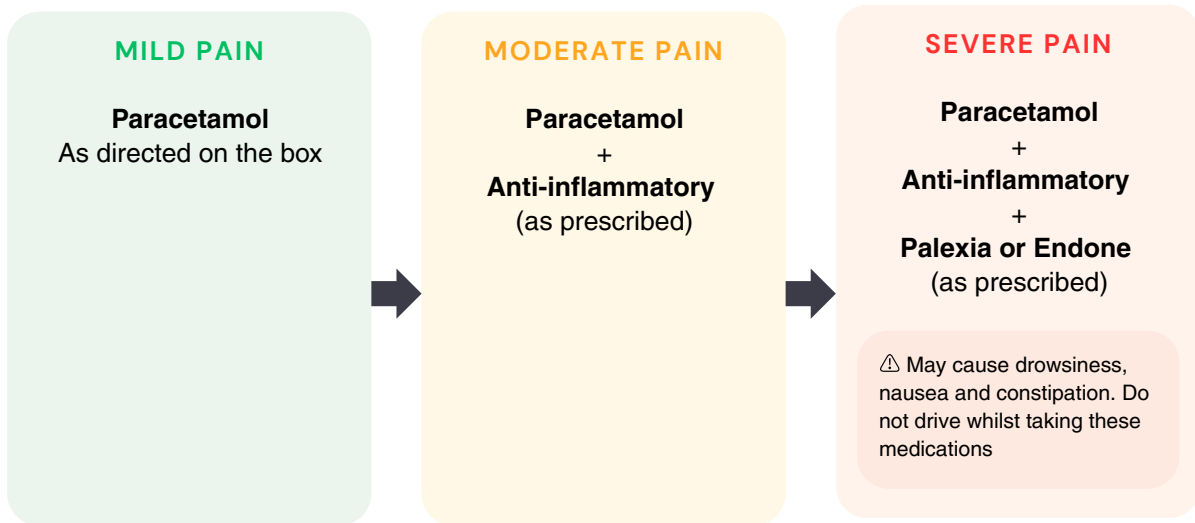 MILD PAIN
Paracetamol
As directed on the box
MODERATE PAIN
Paracetamol
+
Anti-inflammatory
(as prescribed)
SEVERE PAIN
Paracetamol
+
Anti-inflammatory
+
Palexia or Endone
(as prescribed)
⚠ May cause drowsiness,
nausea and constipation. Do
not drive whilst taking these
medications